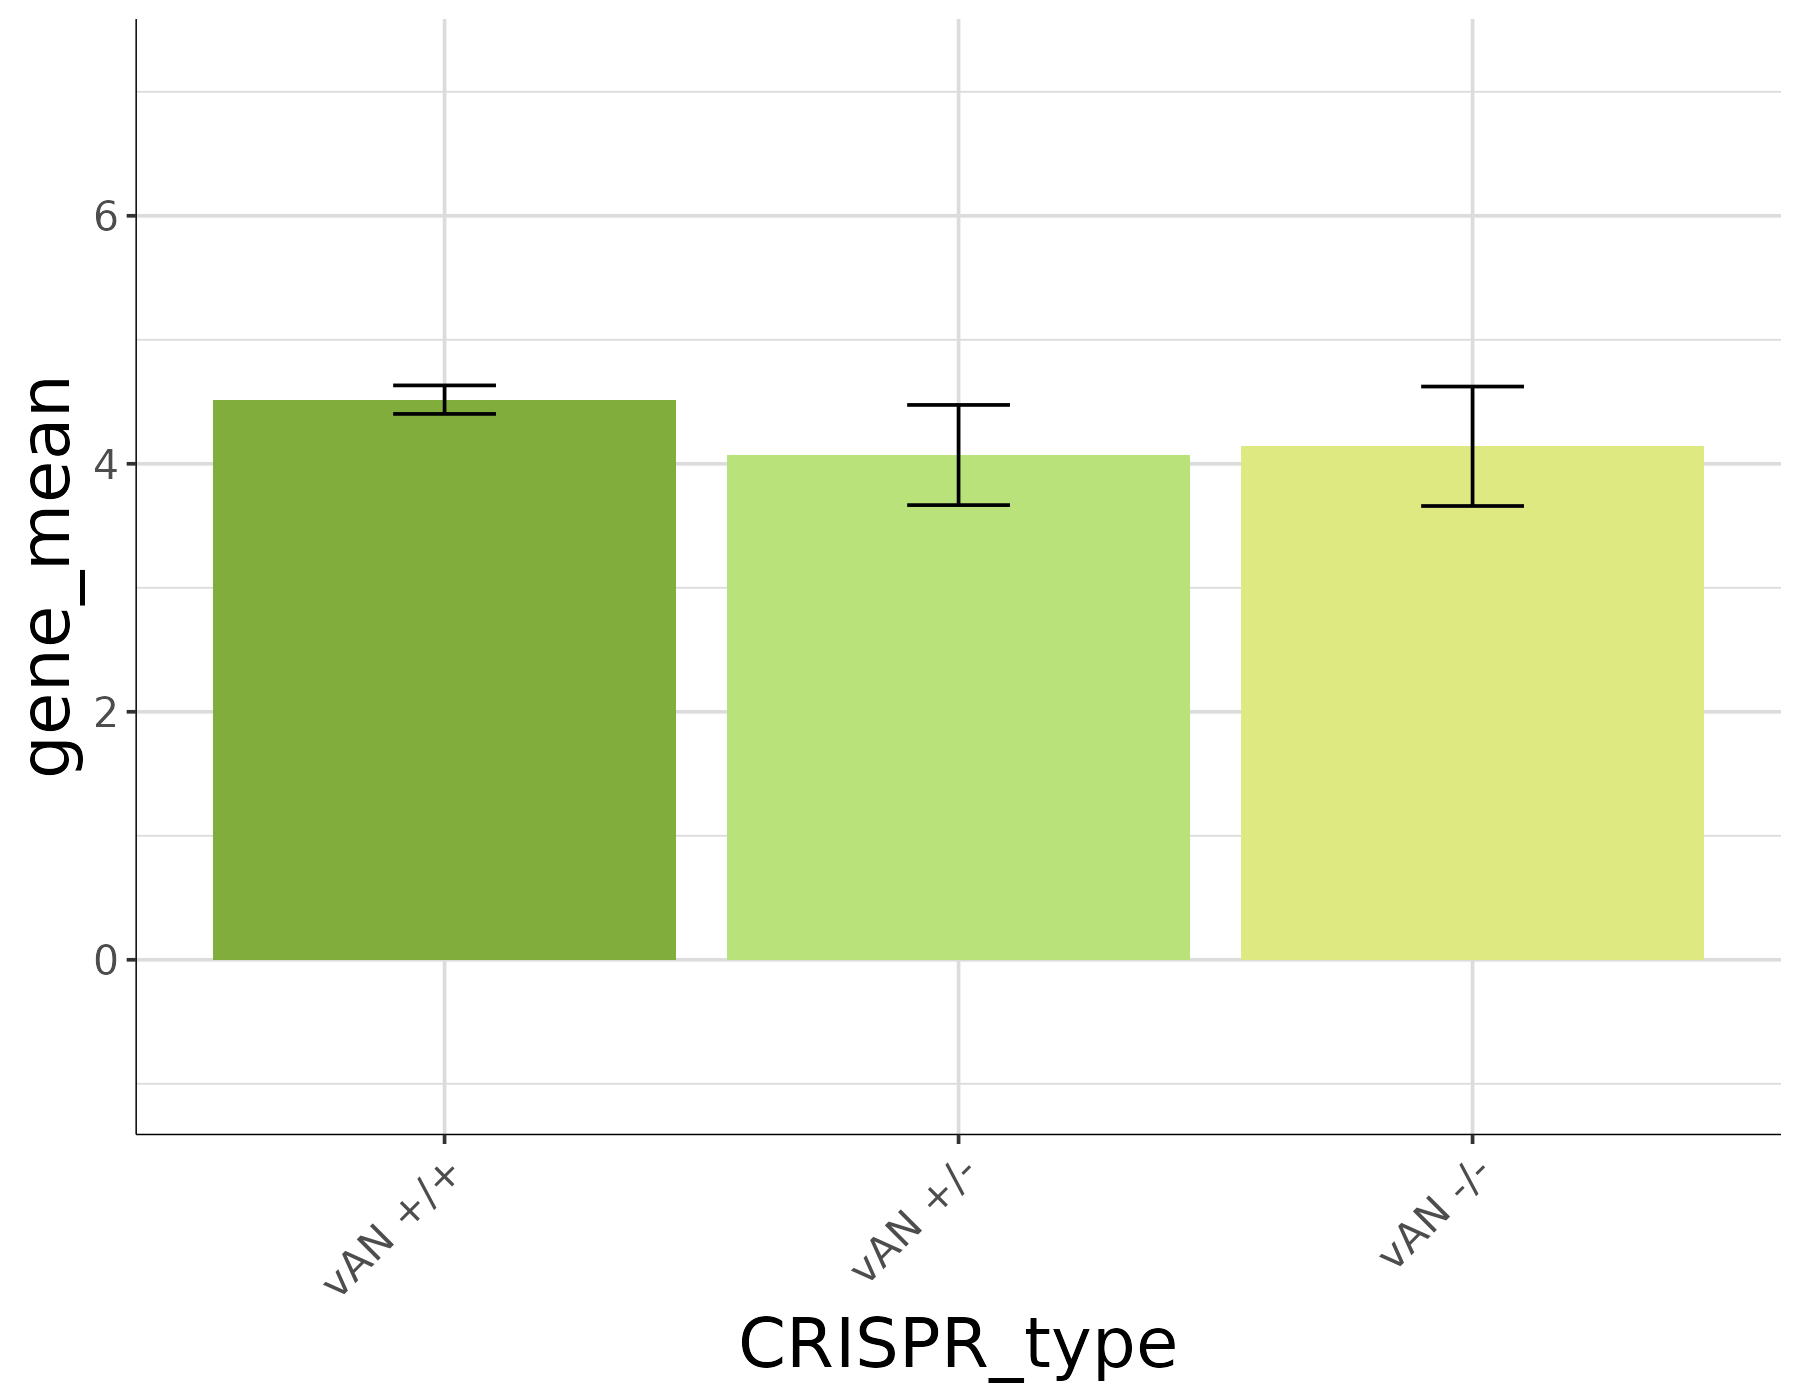 gene_mean
6
4
2
0
vAN +/+
vAN +/-
vAN -/-
CRISPR_type